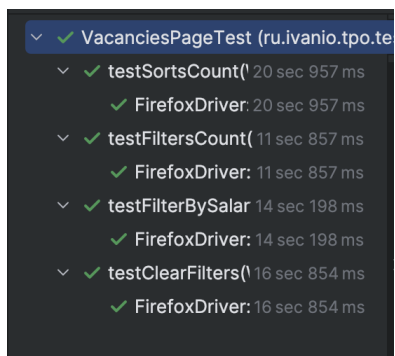 VacanciesPageTest (ru.ivanio.tpo.te
testSortsCount(\ 20 sec 957 ms
FirefoxDriver: 20 sec 957 ms
testFiltersCount( 11 sec 857 ms
FirefoxDriver: 11 sec 857 ms
testFilterBySalar 14 sec 198 ms
FirefoxDriver: 14 sec 198 ms
testClearFilters(\ 16 sec 854 ms
FirefoxDriver: 16 sec 854 ms